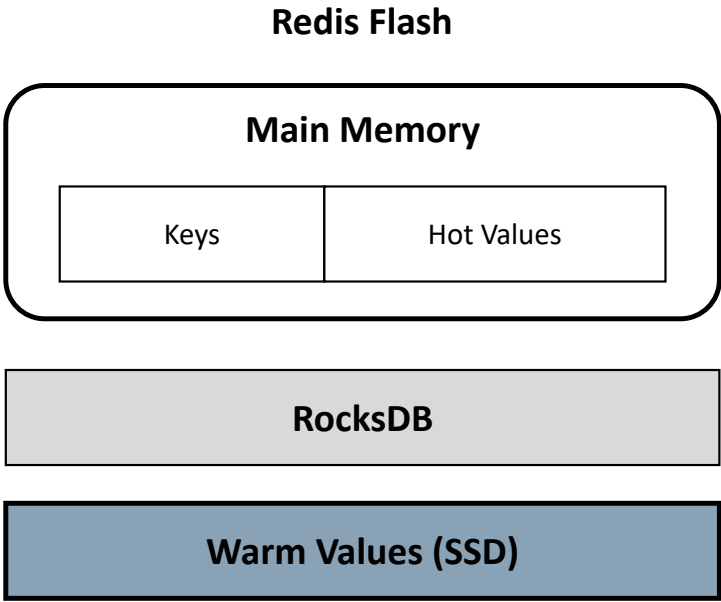 Redis Flash
Main Memory
Keys
Hot Values
RocksDB
Warm Values (SSD)